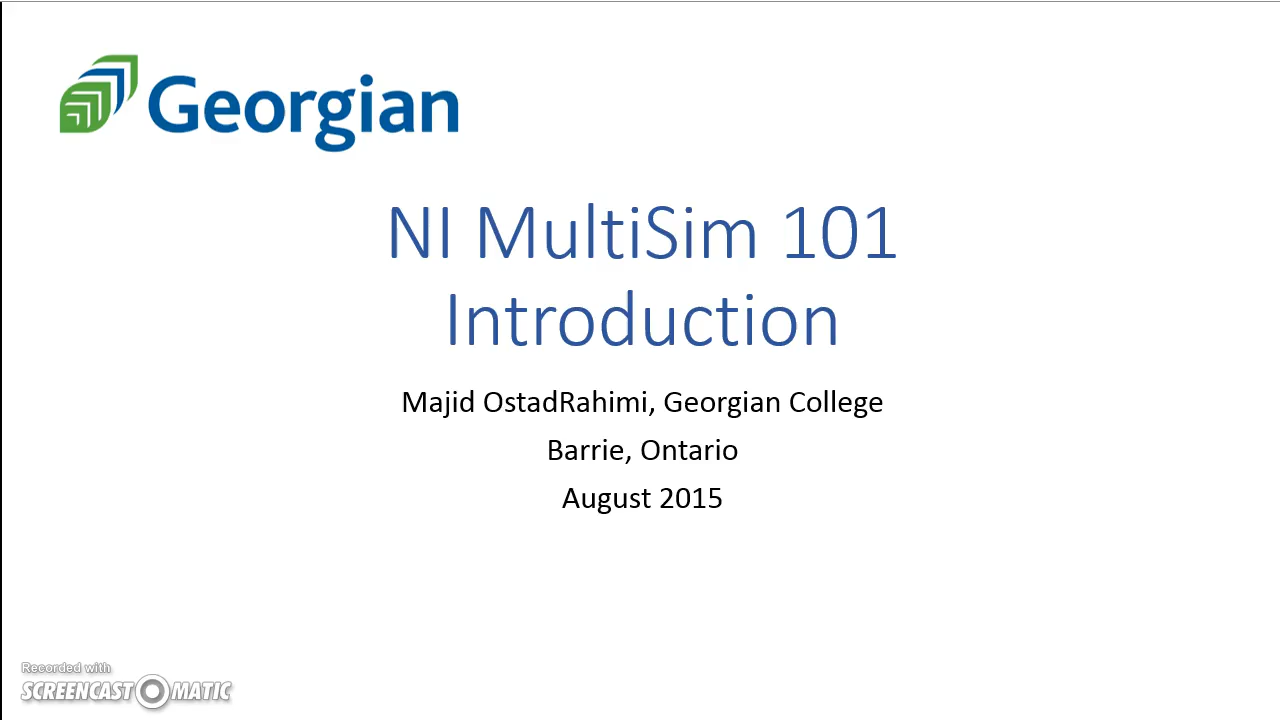 Georgian
NI MultiSim 101
Introduction
Majid OstadRahimi, Georgian College
Barrie, Ontario
August 2015
Recorded with
SCREENCAST O MATIC